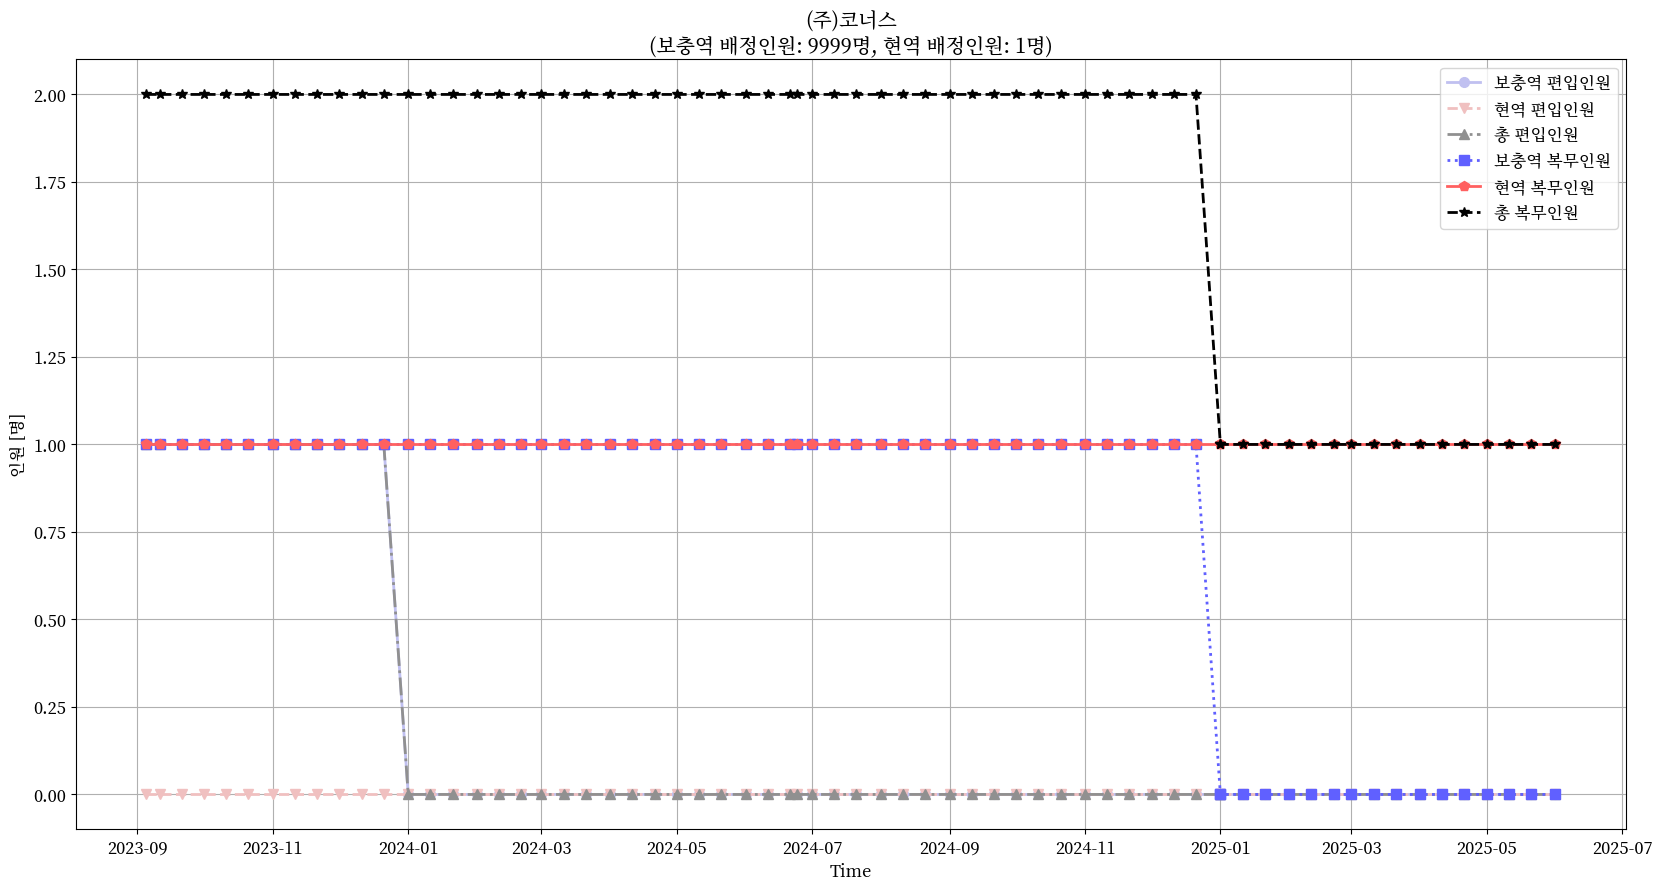 (주)코너스
(보충역 배정인원: 9999명, 현역 배정인원: 1명)
보충역 편입인원
현역 편입인원
총 편입인원
보충역 복무인원
현역 복무인원
총 복무인원
인원 [명]
2.00
1.75
1.50
1.25
1.00
0.75
0.50
0.25
0.00
2023-09
2023-11
2024-01
2024-03
2024-05
2024-07
2024-09
2024-11
2025-01
2025-03
2025-05
2025-07
Time